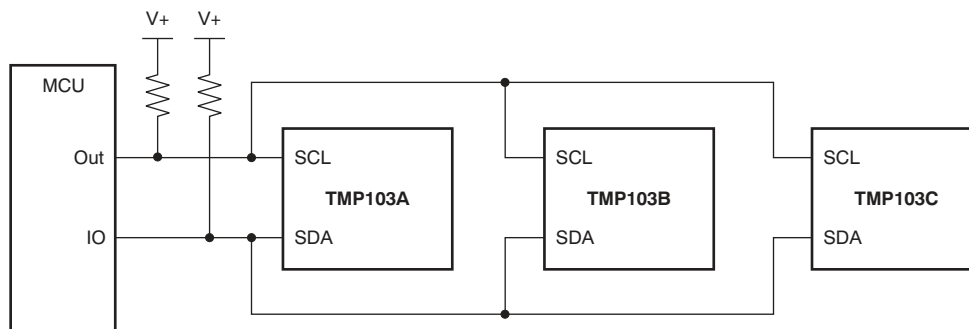 V+ V+
MCU
Out
SCL
SCL
SCL
TMP103A
TMP103B
TMP103C
IO
SDA
SDA
SDA